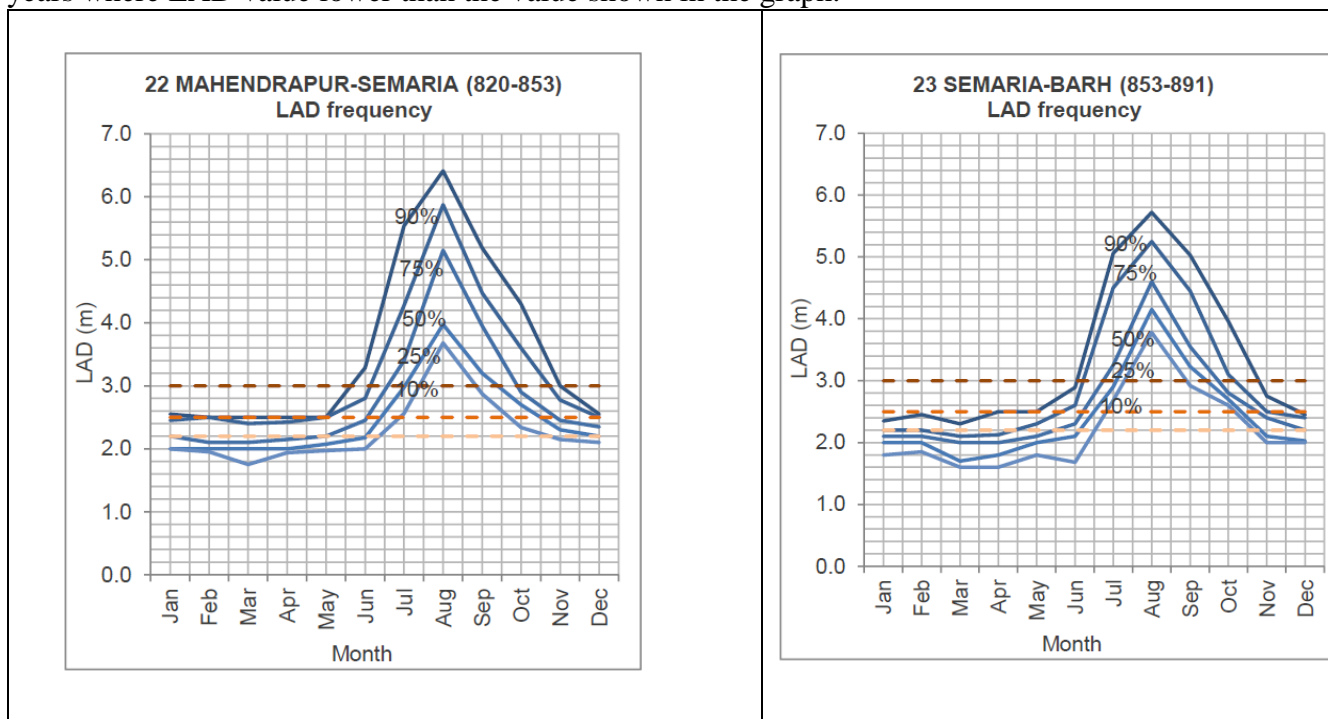 years where LAD value lower than the value shown in the graph.
22 MAHENDRAPUR-SEMARIA (820-853)
LAD frequency
7.0
6.0
5.0
4.0
3.0
2.0
1.0
0.0
LAD (m)
90%
75%
50%
25%
10%
Jan
Feb
Mar
Apr
May
Jun
Jul
Aug
Sep
Oct
Nov
Dec
Month
23 SEMARIA-BARH (853-891)
LAD frequency
7.0
6.0
5.0
4.0
3.0
2.0
1.0
0.0
LAD (m)
90%
75%
50%
25%
10%
Jan
Feb
Mar
Apr
May
Jun
Jul
Aug
Sep
Oct
Nov
Dec
Month